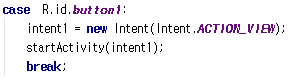 case R.id.button1:
intent1 = new Intent(Intent.ACTION_VIEW);
startActivity(intent1);
break;